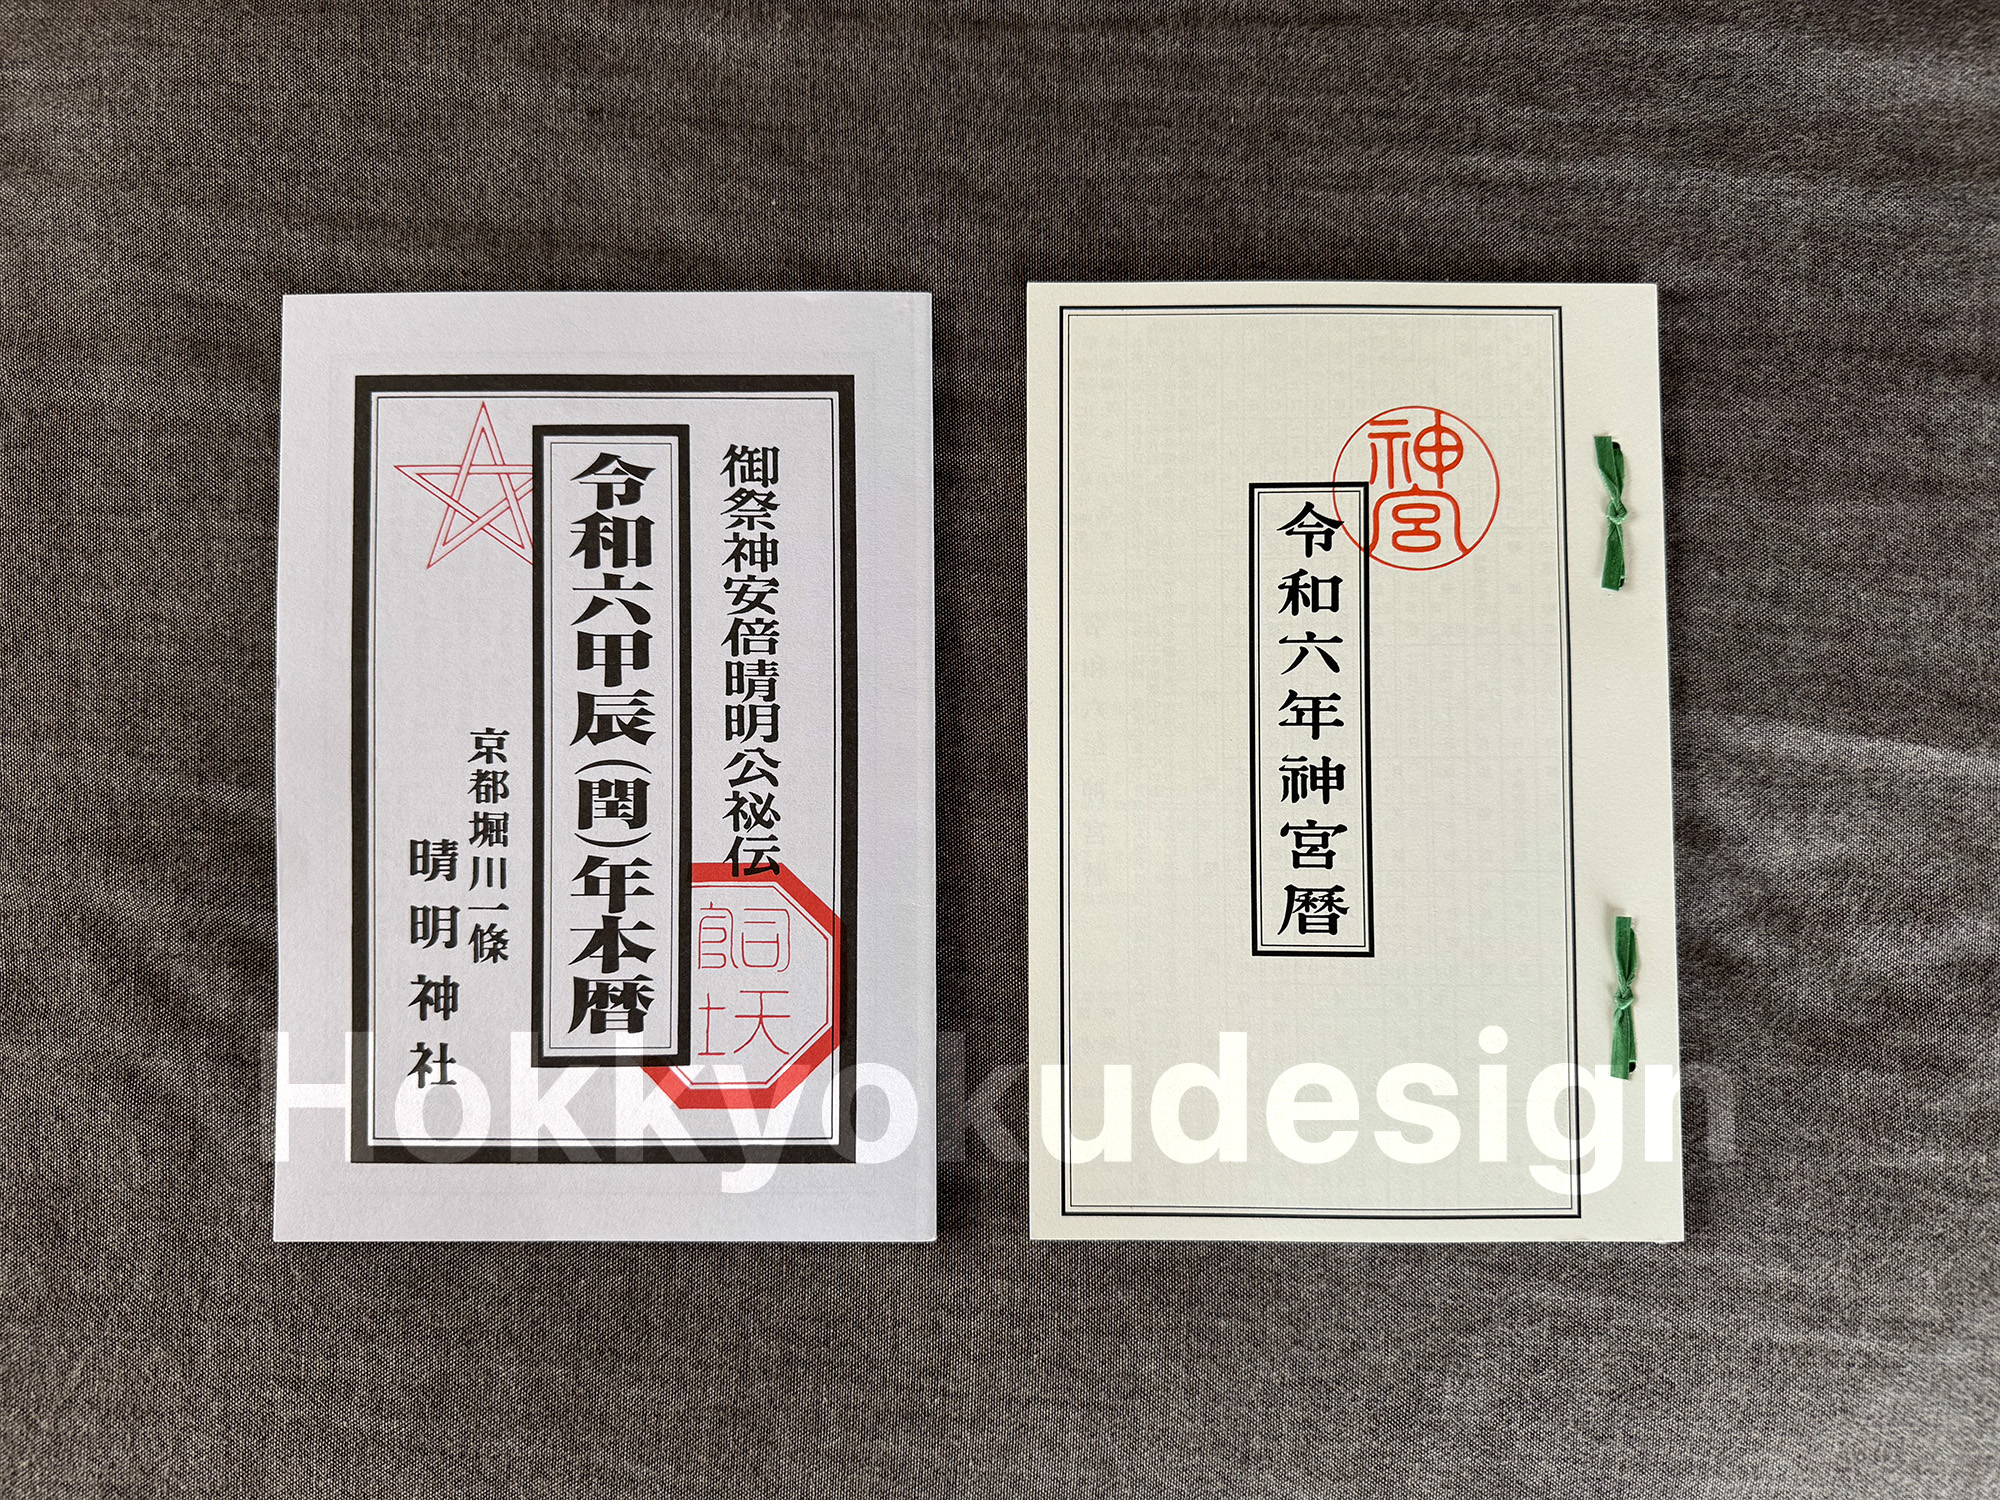 御祭神安倍晴明公祕伝
令和六甲辰(閏)年本暦
京都堀川一條
晴明神社
神宮
令和六年神宮暦
Hokkyokudesign